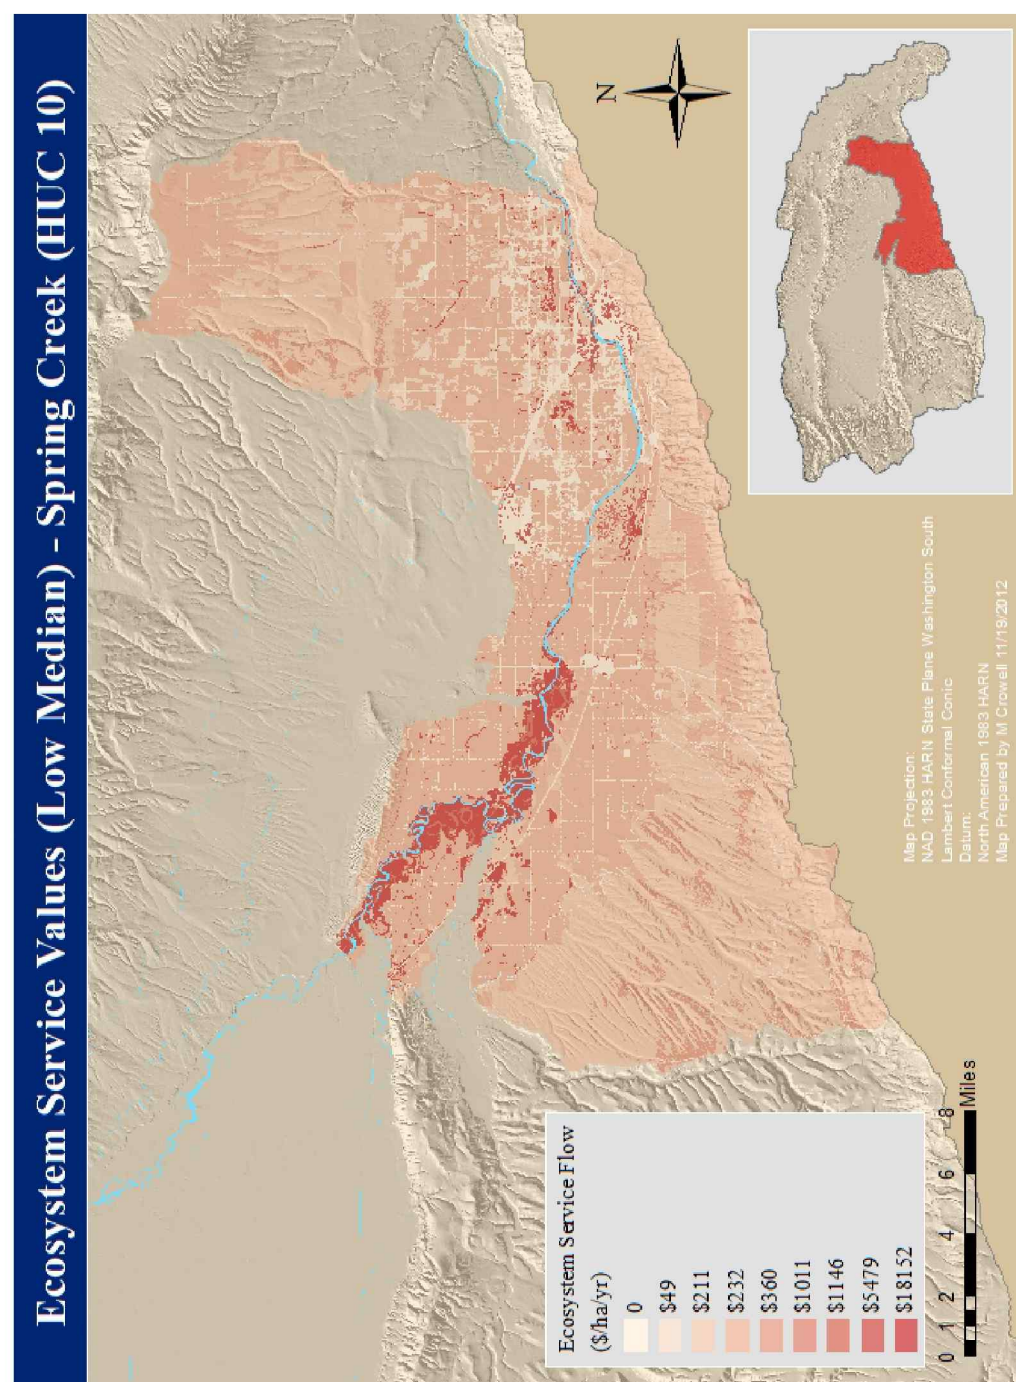 Ecosystem Service Values (Low Median) - Spring Creek (HUC 10)
N
Ecosystem Service Flow
($/ha/yr)
0
$49
$211
$232
$360
$1011
$1146
$5479
$18152
0 1 2 4 6 8
Miles
Map Projection:
NAD 1983 HARN State Plane Washington South
Lambert Conformal Conic
Datum:
North American 1983 HARN
Map Prepared by M Crowell 11/19/2012